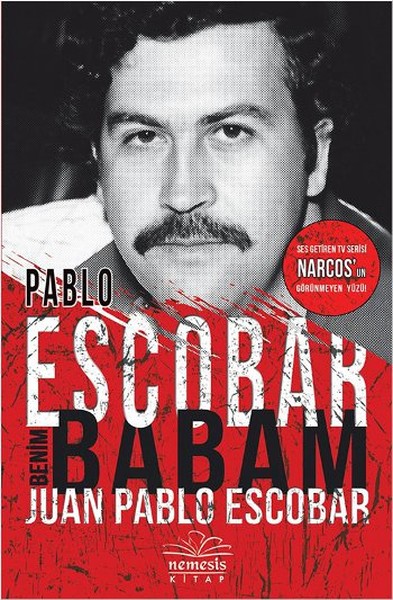 SES GETİREN TV SERİSİ
NARCOS'UN
GÖRÜNMEYEN YÜZÜ!
PABLO
ESCOBAR
BENİM
BABAM
JUAN PABLO ESCOBAR
nemesis
KİTAP